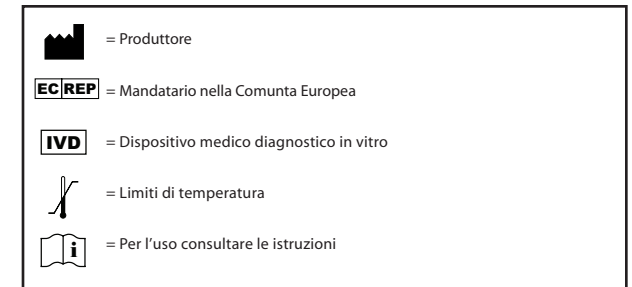 = Produttore
EC REP = Mandatario nella Comunta Europea
IVD = Dispositivo medico diagnostico in vitro
= Limiti di temperatura
i = Per l'uso consultare le istruzioni